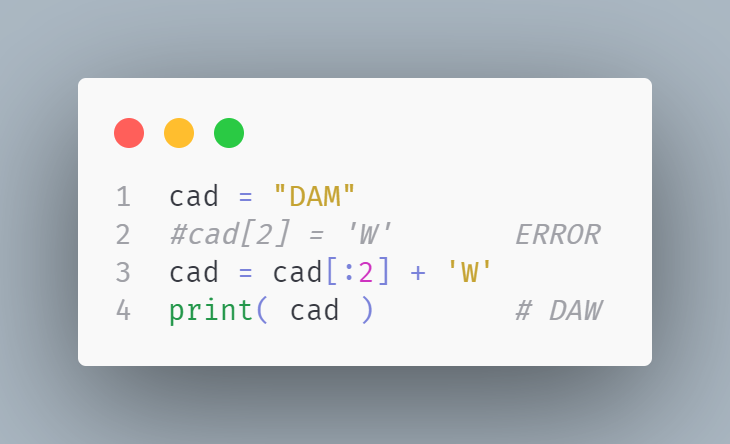 1 cad = "DAM"
2 #cad[2] = 'W' ERROR
3 cad = cad[:2] + 'W'
4 print( cad ) # DAW